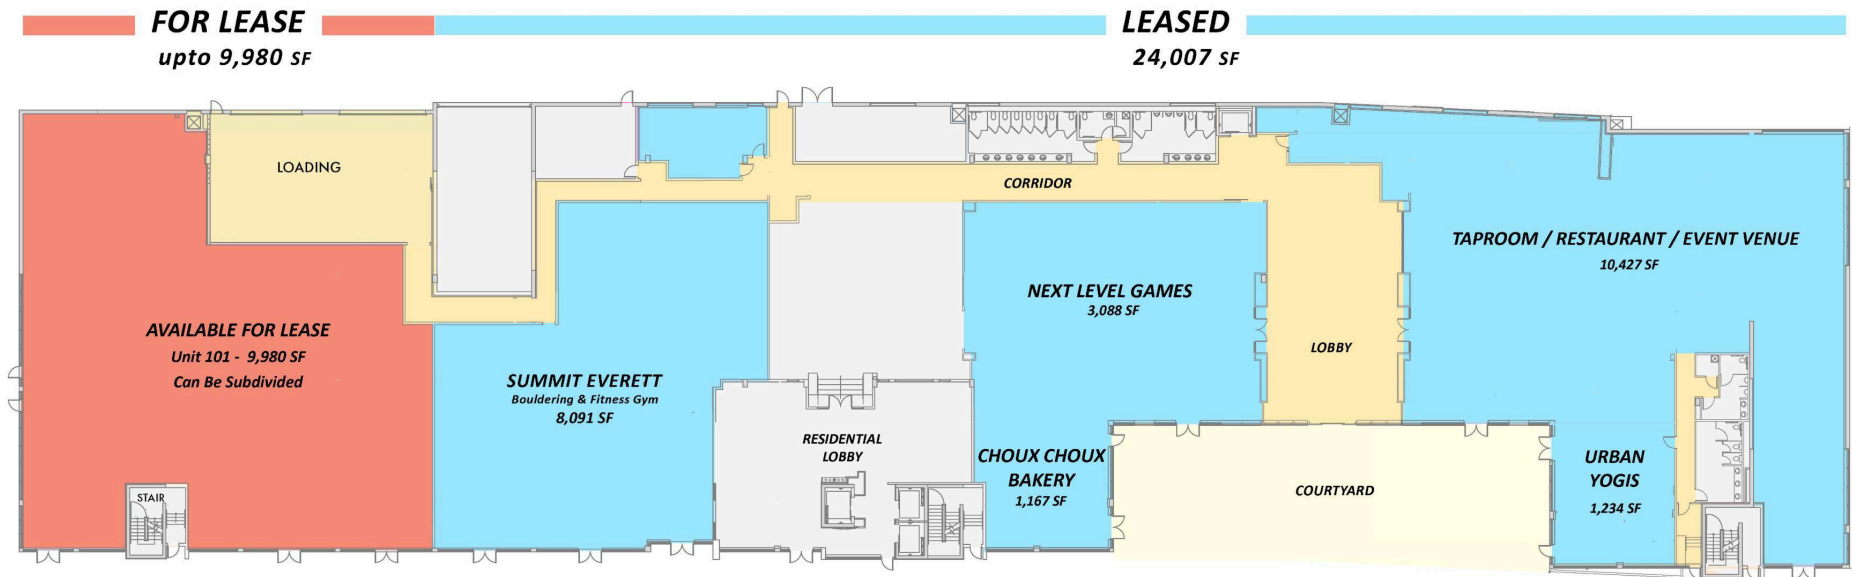 FOR LEASE
upto 9,980 SF
LEASED
24,007 SF
LOADING
CORRIDOR
TAPROOM / RESTAURANT / EVENT VENUE
10,427 SF
NEXT LEVEL GAMES
3,088 SF
AVAILABLE FOR LEASE
Unit 101 - 9,980 SF
Can Be Subdivided
LOBBY
SUMMIT EVERETT
Bouldering & Fitness Gym
8,091 SF
RESIDENTIAL
LOBBY
CHOUX CHOUX
BAKERY
1,167 SF
URBAN
YOGIS
1,234 SF
COURTYARD
STAIR